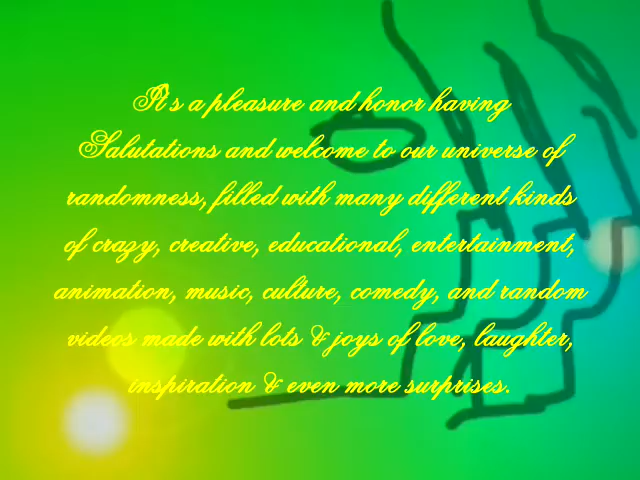 It's a pleasure and honor having
Salutations and welcome to our universe of
randomness, filled with many different kinds
of crazy, creative, educational, entertainment,
animation, music, culture, comedy, and random
videos made with lots & joys of love, laughter,
inspiration & even more surprises.